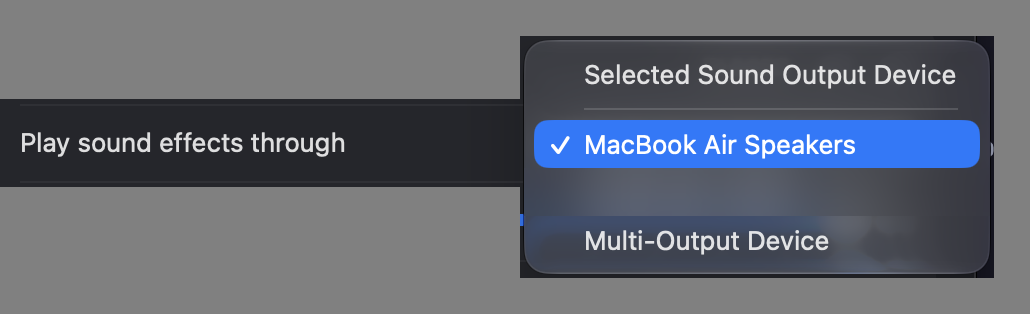 Selected Sound Output Device
Play sound effects through
✓ MacBook Air Speakers
Multi-Output Device